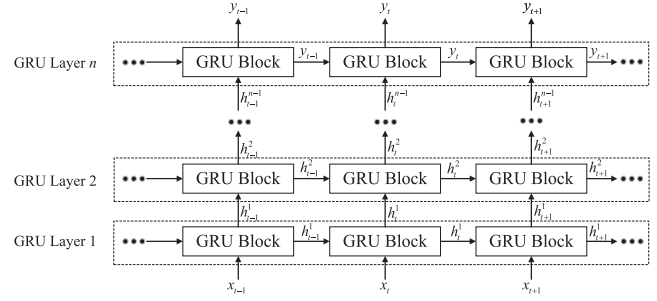 y_{t-1} y_t y_{t+1}
GRU Layer n ••• GRU Block y_{t-1} GRU Block y_t GRU Block y_{t+1} •••
h_{t-1}^{n-1} h_t^{n-1} h_{t+1}^{n-1}
••• ••• •••
h_{t-1}^2 h_t^2 h_{t+1}^2
GRU Layer 2 ••• GRU Block h_{t-1}^2 GRU Block h_t^2 GRU Block h_{t+1}^2 •••
h_{t-1}^1 h_t^1 h_{t+1}^1
GRU Layer 1 ••• GRU Block h_{t-1}^1 GRU Block h_t^1 GRU Block h_{t+1}^1 •••
x_{t-1} x_t x_{t+1}